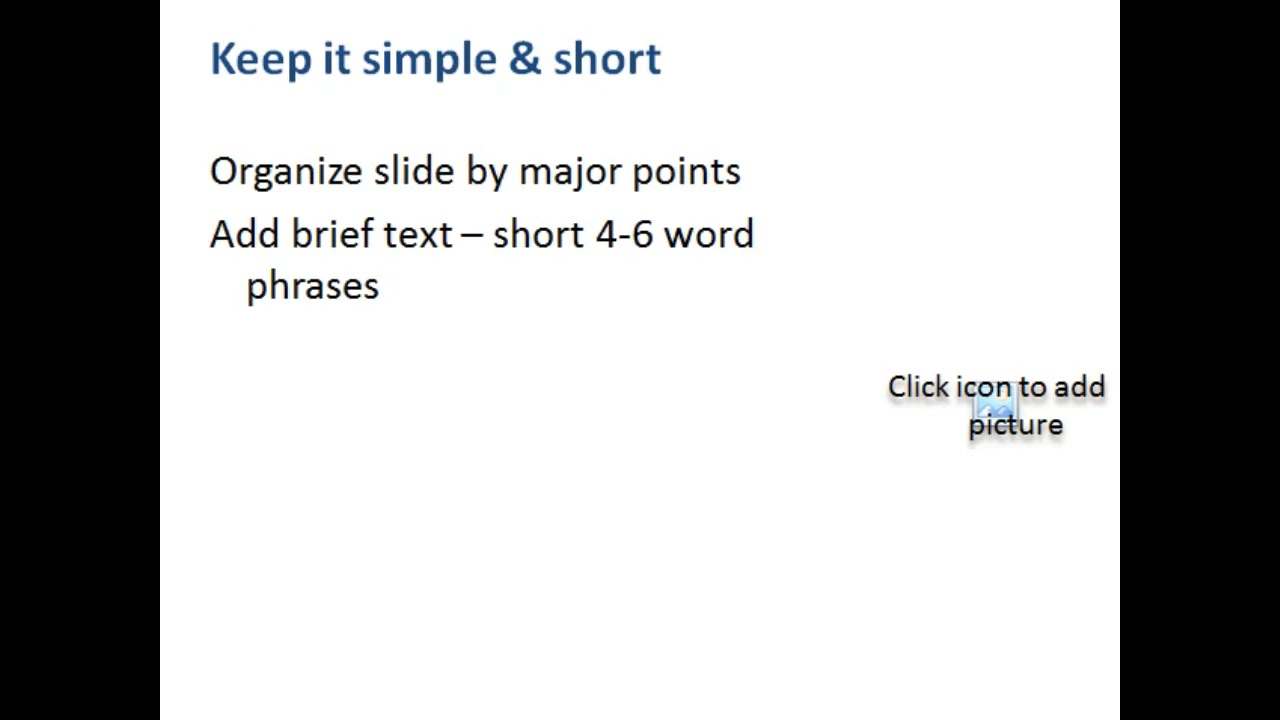 Keep it simple & short
Organize slide by major points
Add brief text – short 4-6 word
phrases
Click icon to add
picture